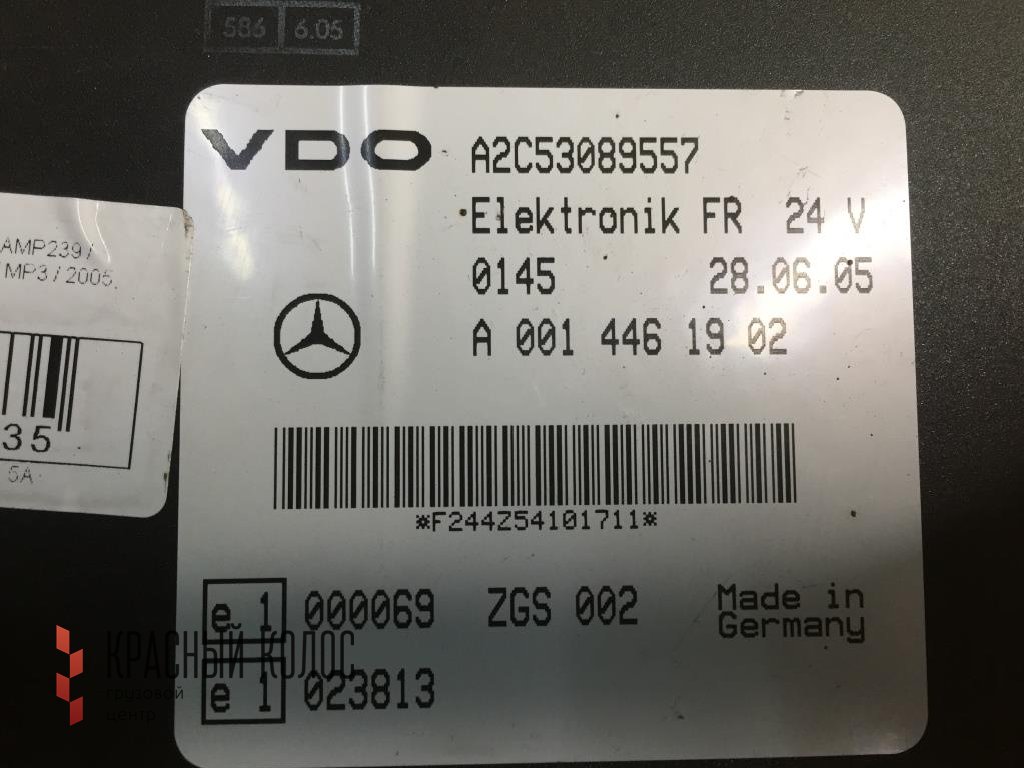 586 6.05
VDO A2C53089557
Elektronik FR 24 V
0145 28.06.05
A 001 446 19 02
*F244Z54101711*
e 1 000069 ZGS 002 Made in
Germany
e 1 023813
AMP239 /
MP3 / 2005.
35
5A
КРАСНЫЙ КОЛОС
грузовой
центр